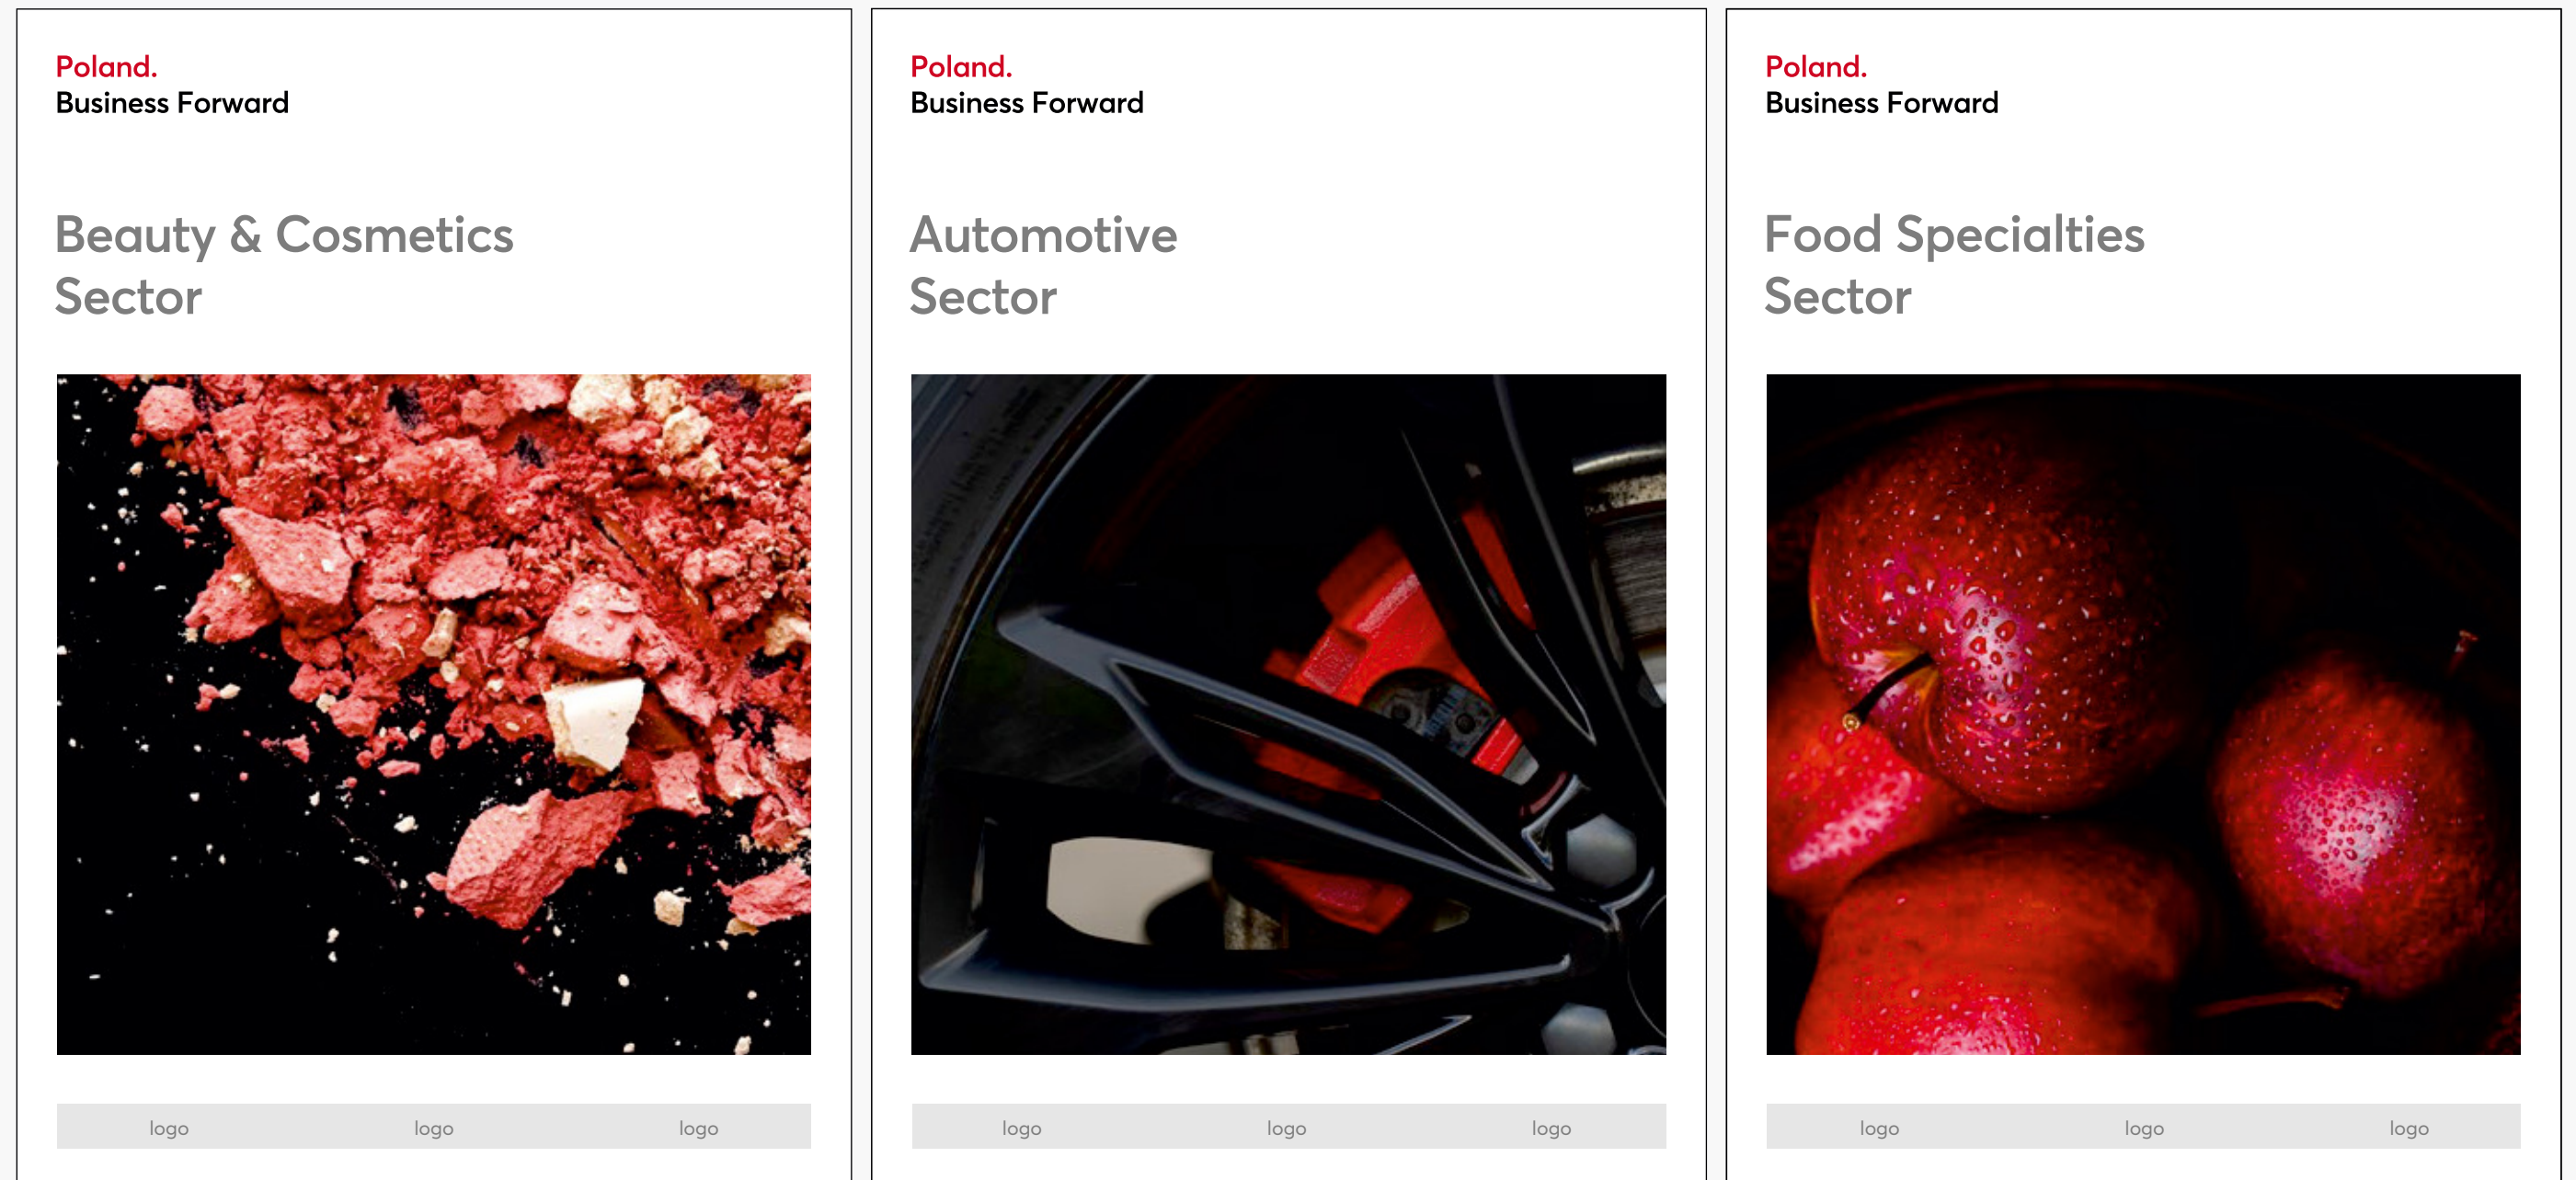 Poland.
Business Forward
Beauty & Cosmetics
Sector
logo logo logo
Poland.
Business Forward
Automotive
Sector
logo logo logo
Poland.
Business Forward
Food Specialties
Sector
logo logo logo